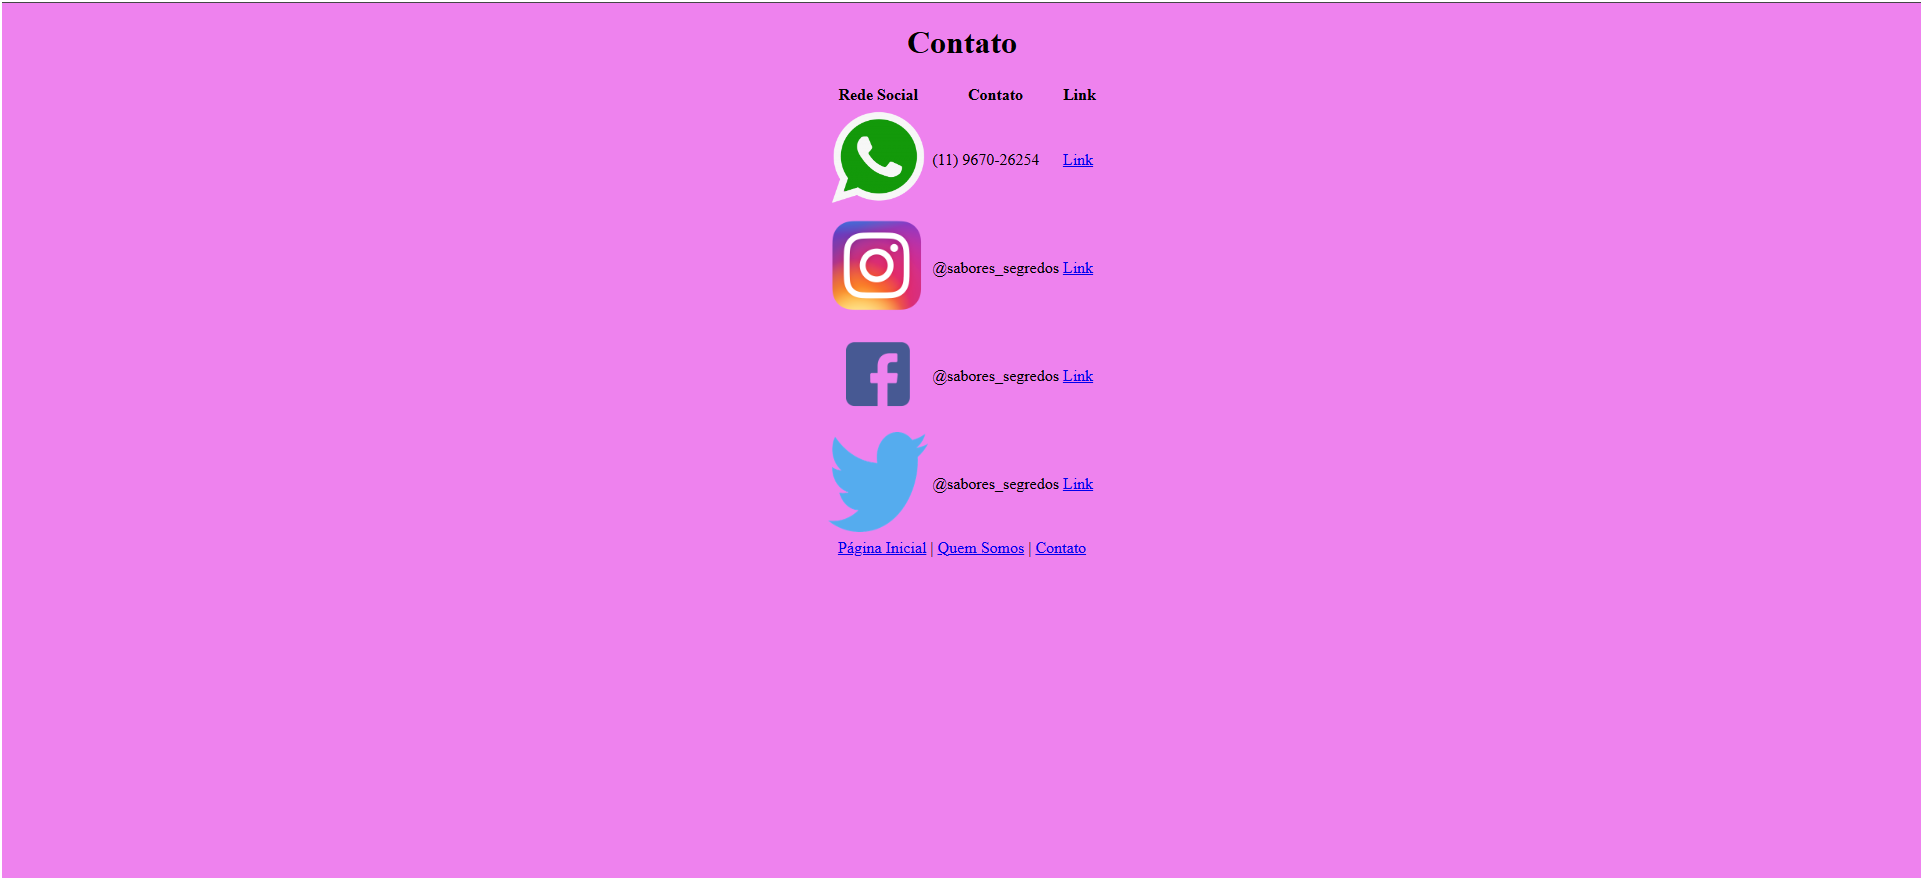 Contato
Rede Social Contato Link
(11) 9670-26254 Link
@sabores_segredos Link
@sabores_segredos Link
@sabores_segredos Link
Página Inicial | Quem Somos | Contato